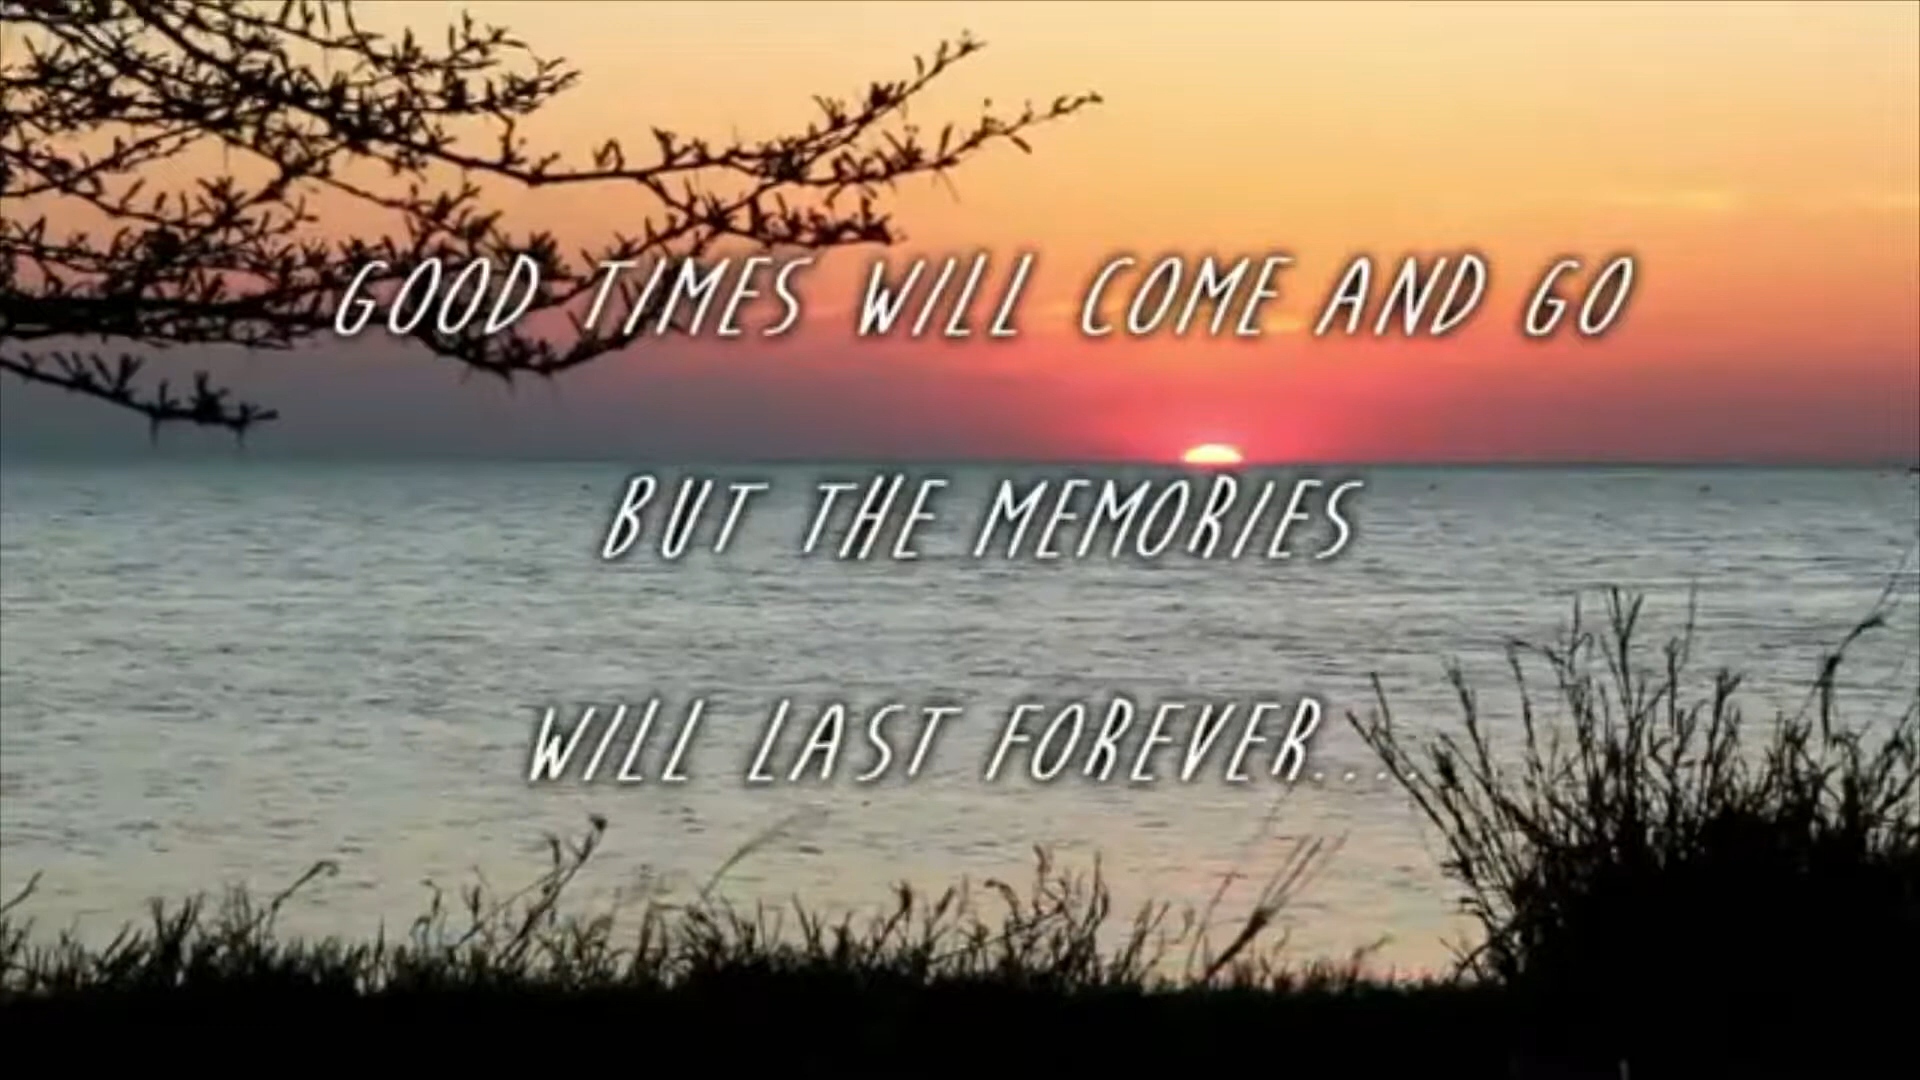 GOOD TIMES WILL COME AND GO
BUT THE MEMORIES
WILL LAST FOREVER....